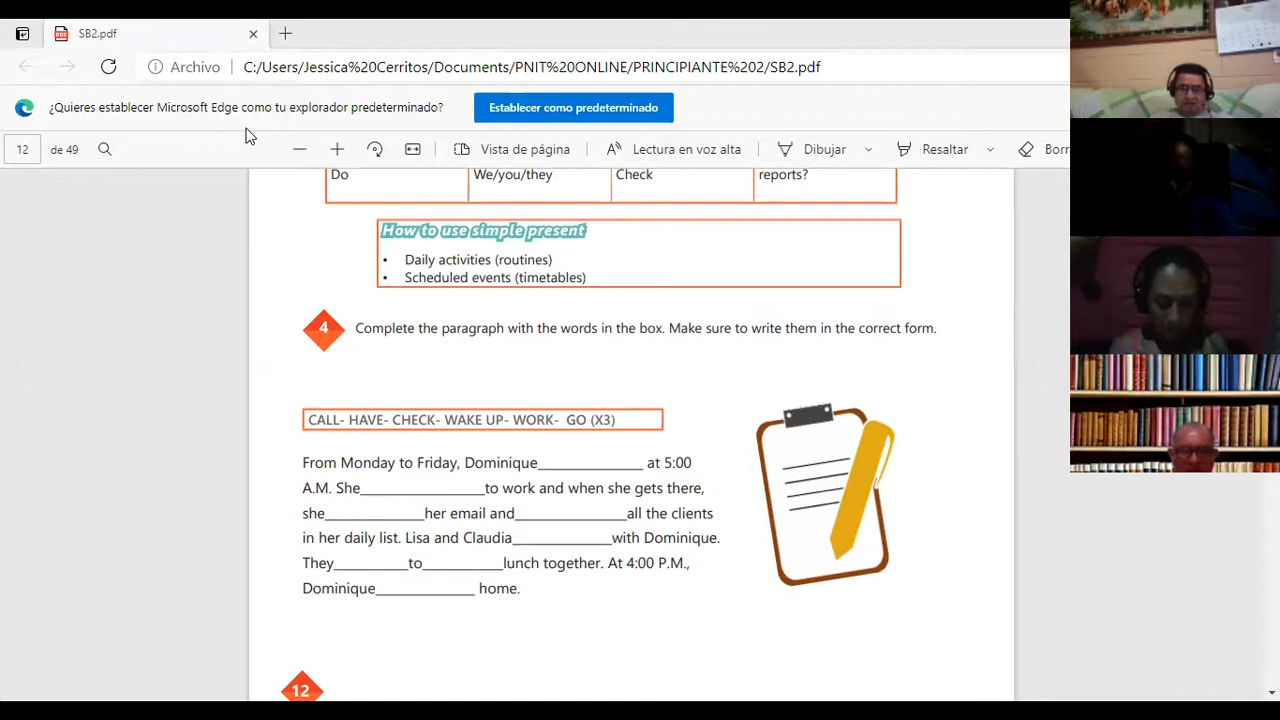 SB2.pdf
Archivo
C:/Users/Jessica%20Cerritos/Documents/PNIT%20ONLINE/PRINCIPIANTE%202/SB2.pdf
¿Quieres establecer Microsoft Edge como tu explorador predeterminado?
Establecer como predeterminado
12 de 49
Vista de página
Lectura en voz alta
Dibujar
Resaltar
Borr
Do We/you/they Check reports?
How to use simple present
• Daily activities (routines)
• Scheduled events (timetables)
4 Complete the paragraph with the words in the box. Make sure to write them in the correct form.
CALL- HAVE- CHECK- WAKE UP- WORK- GO (X3)
From Monday to Friday, Dominique______________ at 5:00
A.M. She________________to work and when she gets there,
she_____________her email and______________all the clients
in her daily list. Lisa and Claudia_____________with Dominique.
They__________to__________lunch together. At 4:00 P.M.,
Dominique_____________ home.
12